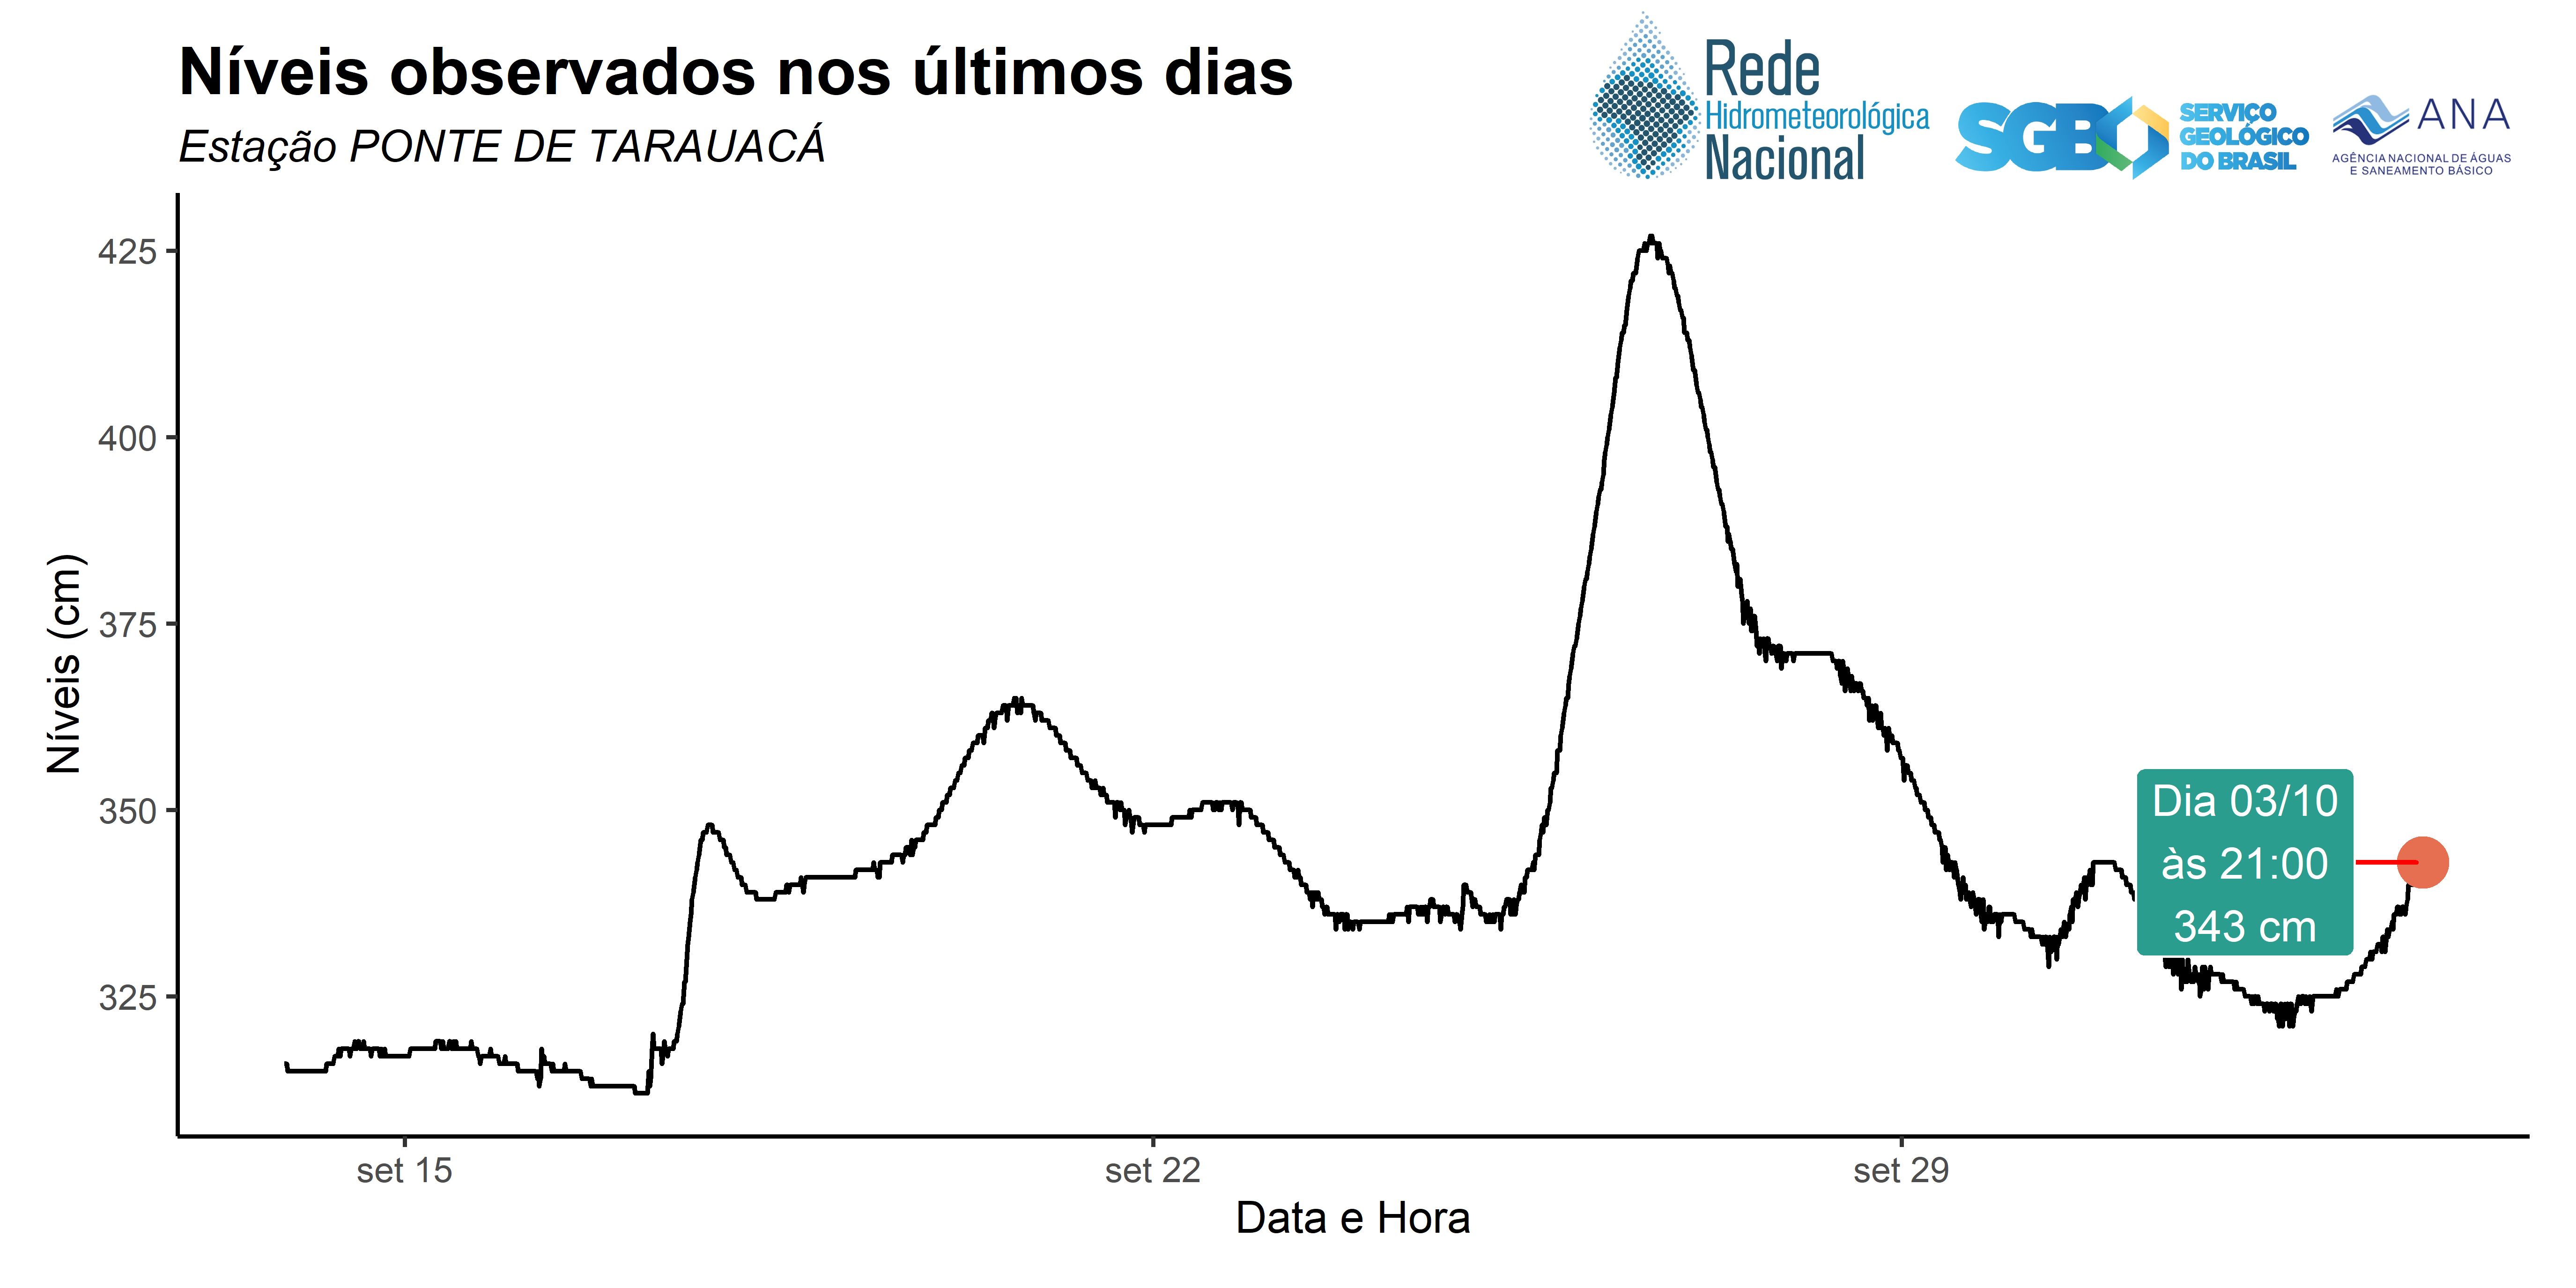 Níveis observados nos últimos dias
Estação PONTE DE TARAUACÁ
Rede
Hidrometeorológica
Nacional
SGB
SERVIÇO
GEOLÓGICO
DO BRASIL
ANA
AGÊNCIA NACIONAL DE ÁGUAS
E SANEAMENTO BÁSICO
Níveis (cm)
425
400
375
350
325
Dia 03/10
às 21:00
343 cm
set 15
set 22
set 29
Data e Hora